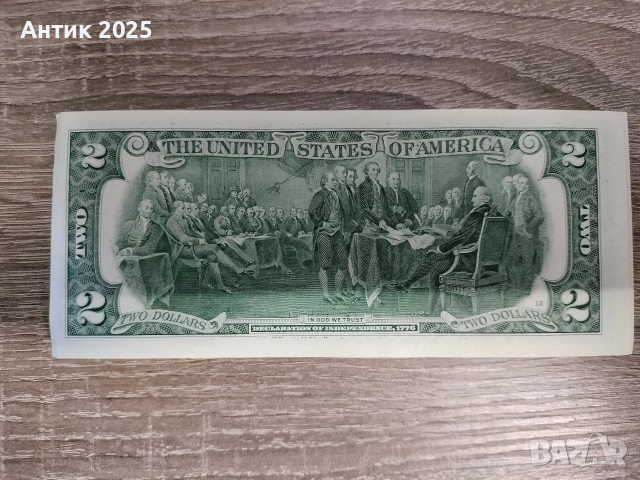 Антик 2025
THE UNITED STATES OF AMERICA
2 2
TWO TWO
2 2
TWO DOLLARS TWO DOLLARS
IN GOD WE TRUST
DECLARATION OF INDEPENDENCE, 1776
BAZAR
bg